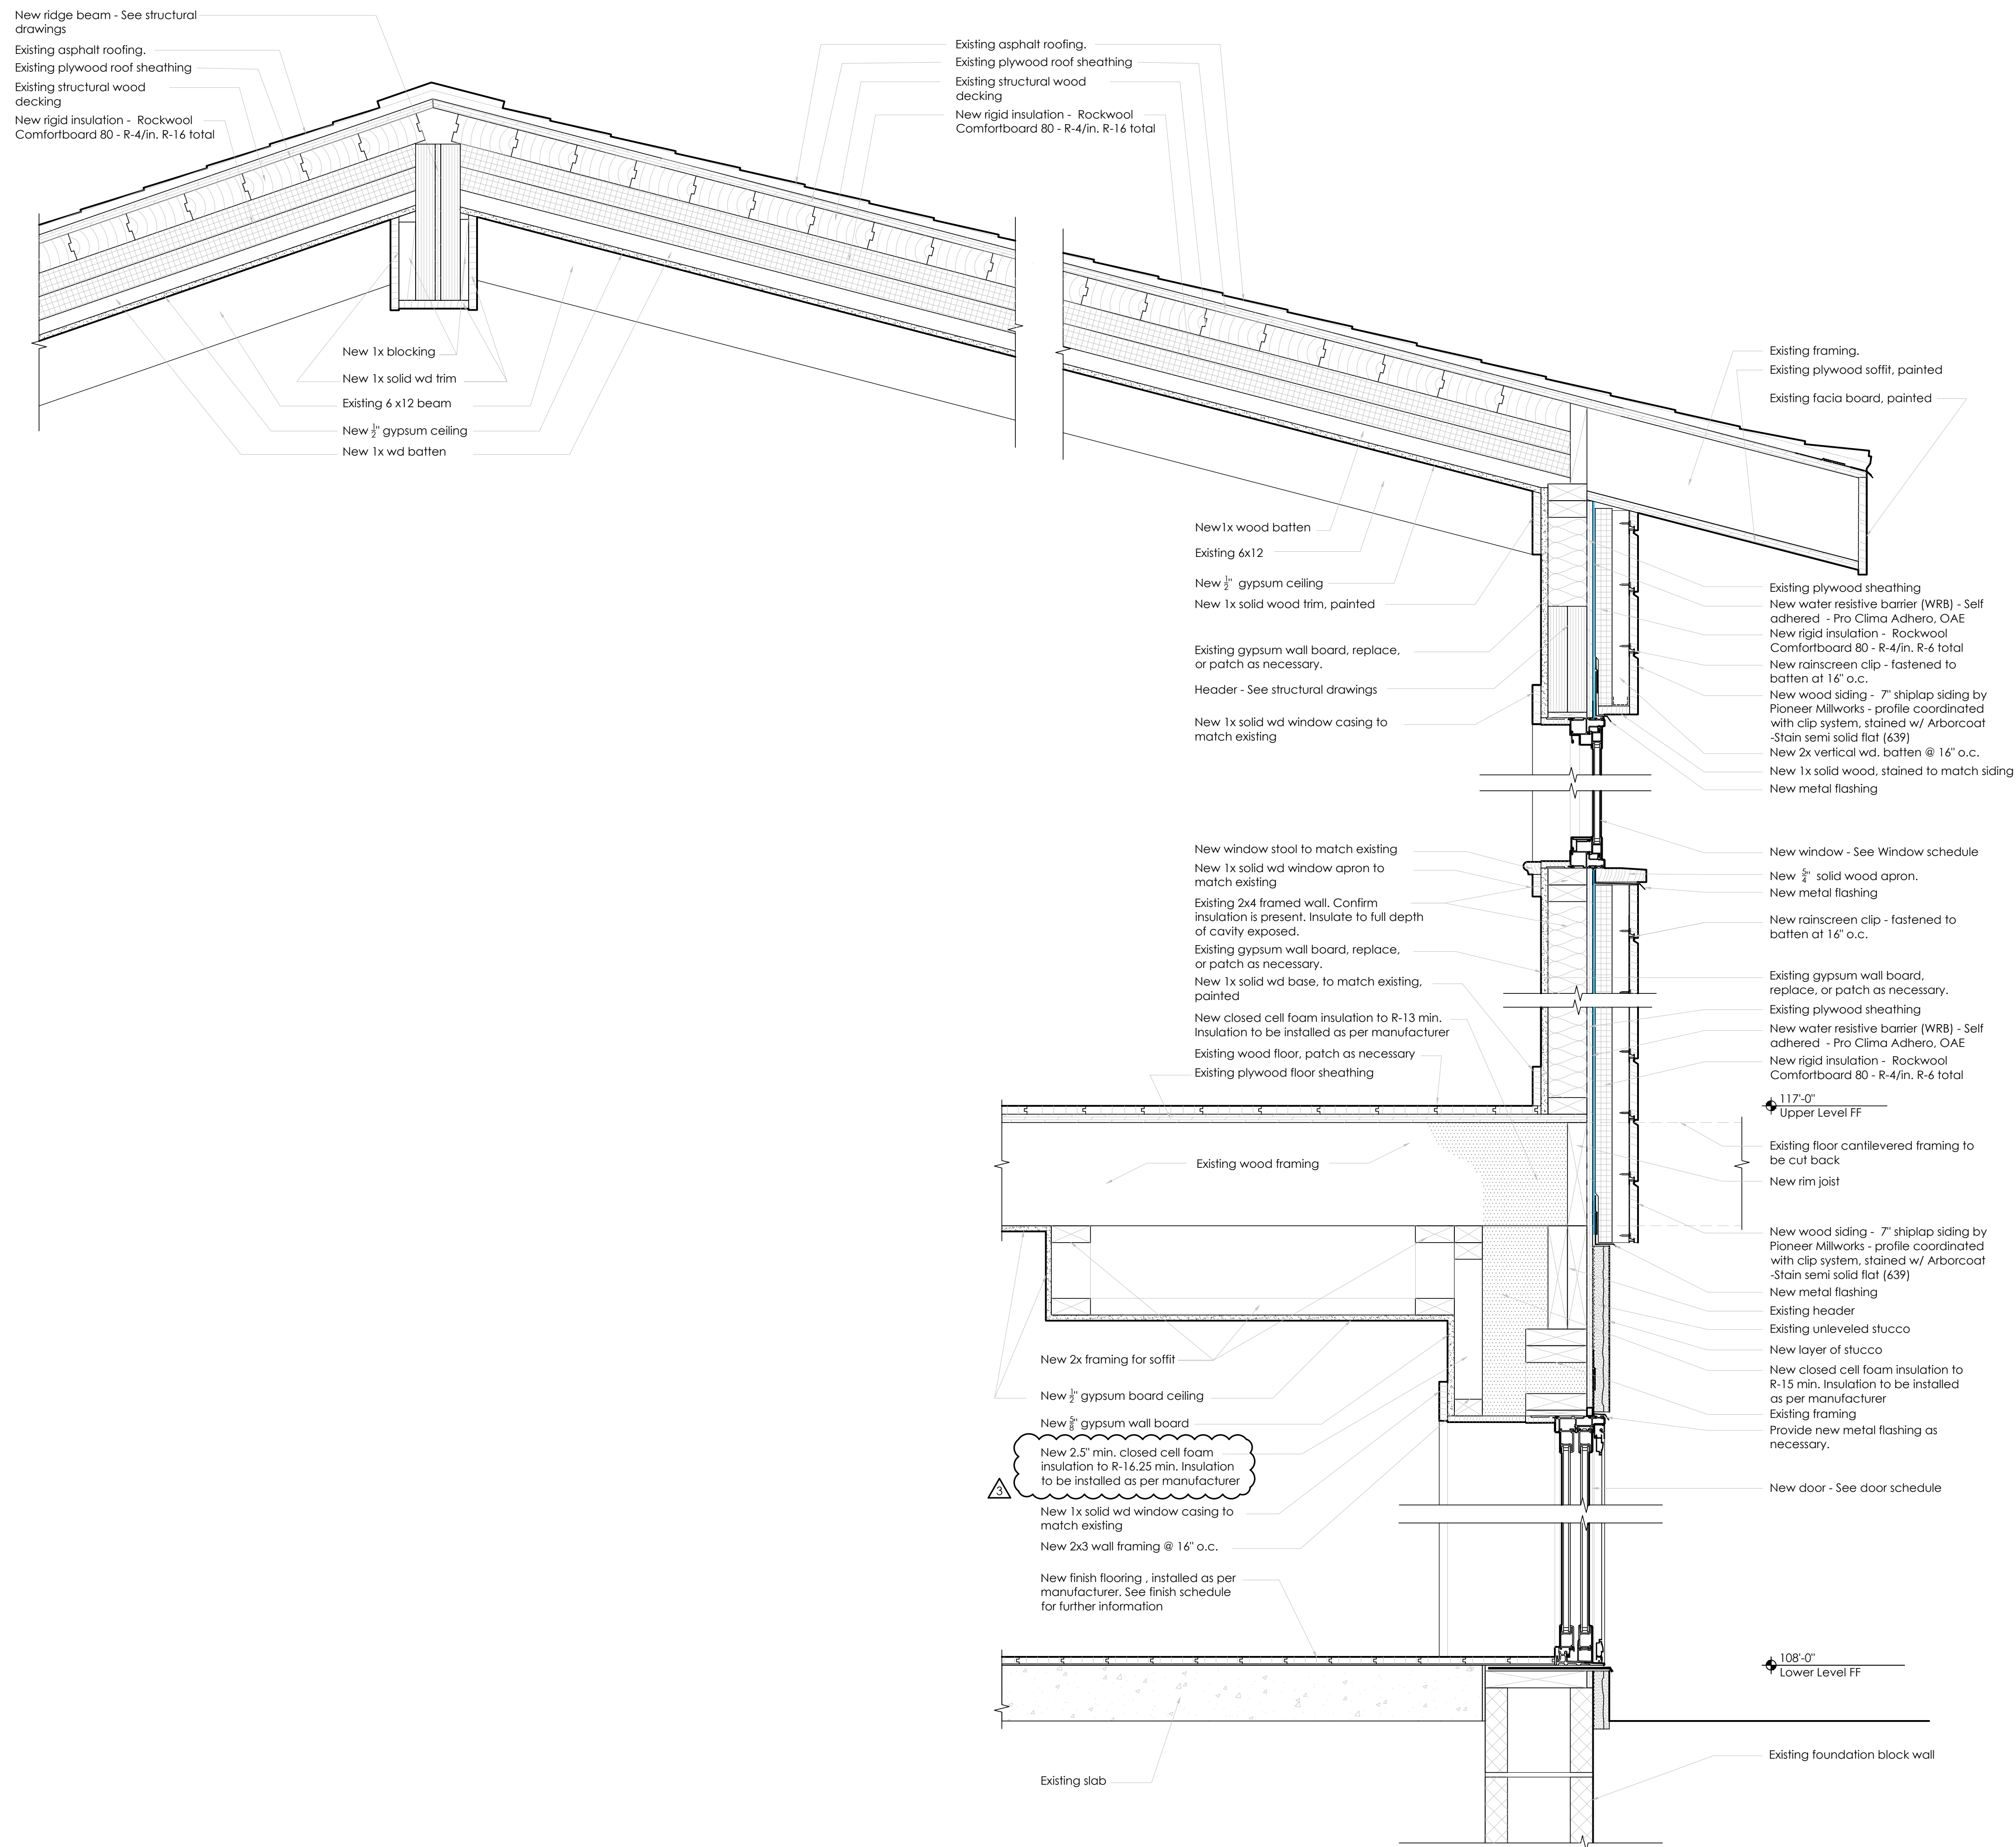 New ridge beam - See structural
drawings
Existing asphalt roofing.
Existing plywood roof sheathing
Existing structural wood
decking
New rigid insulation - Rockwool
Comfortboard 80 - R-4/in. R-16 total
Existing asphalt roofing.
Existing plywood roof sheathing
Existing structural wood
decking
New rigid insulation - Rockwool
Comfortboard 80 - R-4/in. R-16 total
New 1x blocking
New 1x solid wd trim
Existing 6 x12 beam
New 1/2" gypsum ceiling
New 1x wd batten
Existing framing.
Existing plywood soffit, painted
Existing facia board, painted
New1x wood batten
Existing 6x12
New 1/2" gypsum ceiling
New 1x solid wood trim, painted
Existing gypsum wall board, replace,
or patch as necessary.
Header - See structural drawings
New 1x solid wd window casing to
match existing
Existing plywood sheathing
New water resistive barrier (WRB) - Self
adhered - Pro Clima Adhero, OAE
New rigid insulation - Rockwool
Comfortboard 80 - R-4/in. R-6 total
New rainscreen clip - fastened to
batten at 16" o.c.
New wood siding - 7" shiplap siding by
Pioneer Millworks - profile coordinated
with clip system, stained w/ Arborcoat
-Stain semi solid flat (639)
New 2x vertical wd. batten @ 16" o.c.
New 1x solid wood, stained to match siding
New metal flashing
New window stool to match existing
New 1x solid wd window apron to
match existing
Existing 2x4 framed wall. Confirm
insulation is present. Insulate to full depth
of cavity exposed.
Existing gypsum wall board, replace,
or patch as necessary.
New 1x solid wd base, to match existing,
painted
New closed cell foam insulation to R-13 min.
Insulation to be installed as per manufacturer
Existing wood floor, patch as necessary
Existing plywood floor sheathing
New window - See Window schedule
New 5/4" solid wood apron.
New metal flashing
New rainscreen clip - fastened to
batten at 16" o.c.
Existing gypsum wall board,
replace, or patch as necessary.
Existing plywood sheathing
New water resistive barrier (WRB) - Self
adhered - Pro Clima Adhero, OAE
New rigid insulation - Rockwool
Comfortboard 80 - R-4/in. R-6 total
117'-0"
Upper Level FF
Existing wood framing
Existing floor cantilevered framing to
be cut back
New rim joist
New wood siding - 7" shiplap siding by
Pioneer Millworks - profile coordinated
with clip system, stained w/ Arborcoat
-Stain semi solid flat (639)
New metal flashing
Existing header
Existing unleveled stucco
New layer of stucco
New closed cell foam insulation to
R-15 min. Insulation to be installed
as per manufacturer
Existing framing
Provide new metal flashing as
necessary.
New door - See door schedule
New 2x framing for soffit
New 1/2" gypsum board ceiling
New 5/8" gypsum wall board
New 2.5" min. closed cell foam
insulation to R-16.25 min. Insulation
to be installed as per manufacturer
3
New 1x solid wd window casing to
match existing
New 2x3 wall framing @ 16" o.c.
New finish flooring , installed as per
manufacturer. See finish schedule
for further information
108'-0"
Lower Level FF
Existing foundation block wall
Existing slab